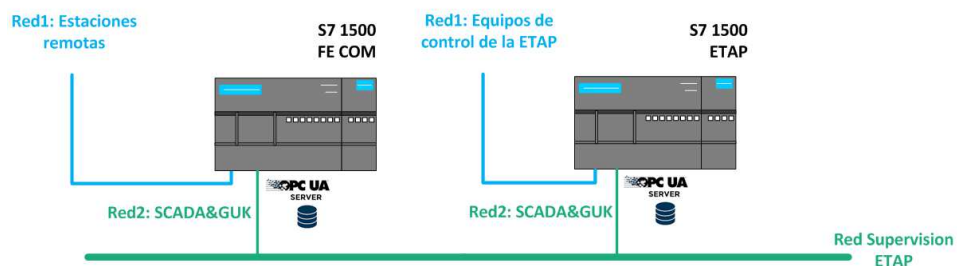 Red1: Estaciones
remotas
S7 1500
FE COM
Red1: Equipos de
control de la ETAP
S7 1500
ETAP
OPC UA
SERVER
Red2: SCADA&GUK
OPC UA
SERVER
Red2: SCADA&GUK
Red Supervision
ETAP